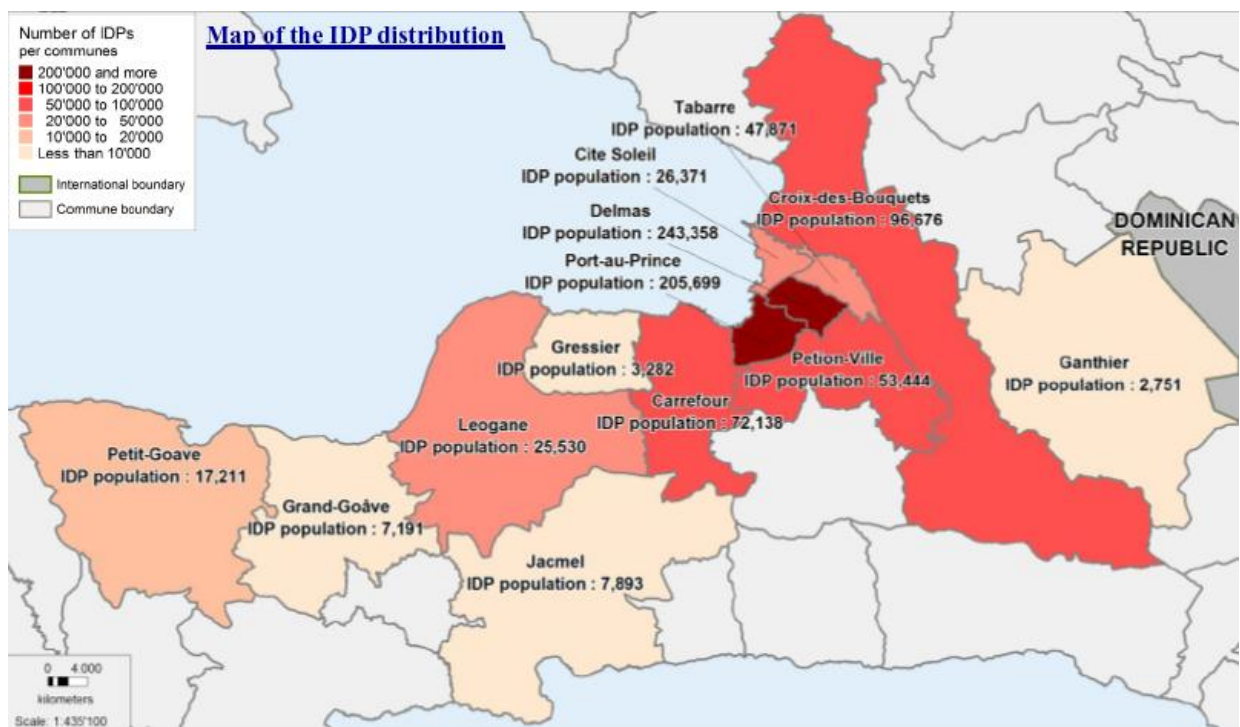 Map of the IDP distribution
Number of IDPs
per communes
200'000 and more
100'000 to 200'000
50'000 to 100'000
20'000 to 50'000
10'000 to 20'000
Less than 10'000
International boundary
Commune boundary
Tabarre
IDP population : 47,871
Cite Soleil
IDP population : 26,371
Croix-des-Bouquets
IDP population : 96,676
Delmas
IDP population : 243,358
DOMINICAN
REPUBLIC
Port-au-Prince
IDP population : 205,699
Gressier
IDP population : 3,282
Petion-Ville
IDP population : 53,444
Ganthier
IDP population : 2,751
Carrefour
IDP population : 72,138
Leogane
IDP population : 25,530
Petit-Goave
IDP population : 17,211
Grand-Goâve
IDP population : 7,191
Jacmel
IDP population : 7,893
0 4.000
kilometers
Scale: 1:435'100